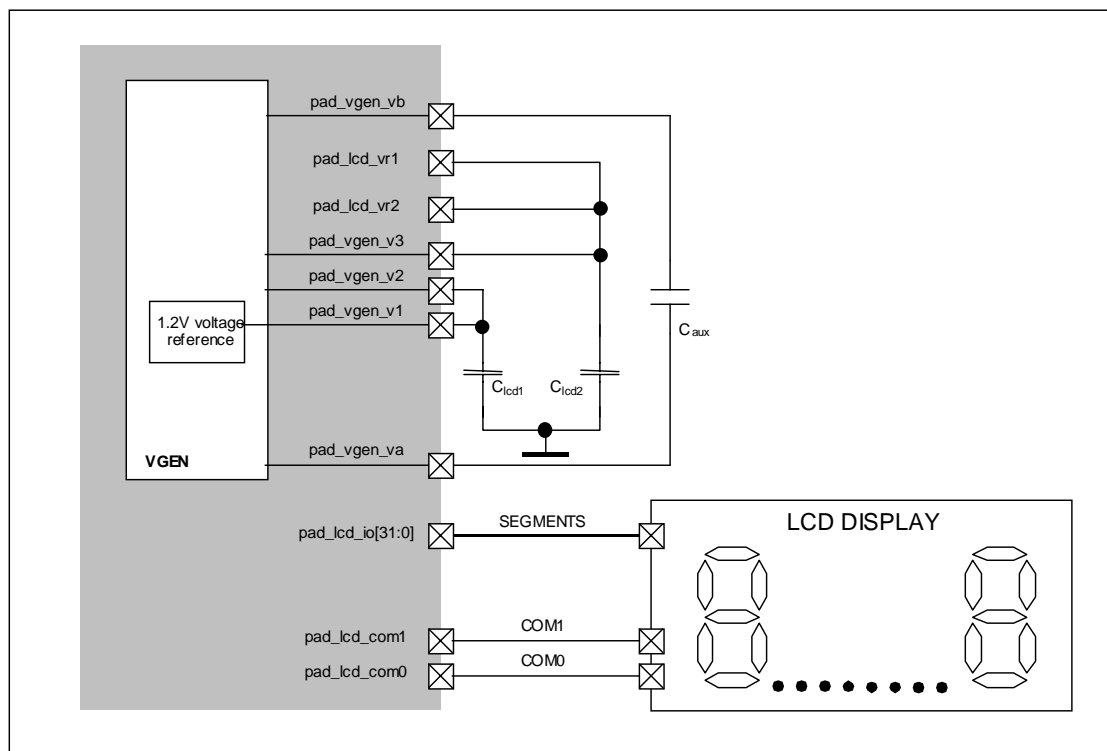 pad_vgen_vb
pad_lcd_vr1
pad_lcd_vr2
pad_vgen_v3
pad_vgen_v2
pad_vgen_v1
1.2V voltage
reference
Caux
Clcd1
Clcd2
pad_vgen_va
VGEN
pad_lcd_io[31:0]
SEGMENTS
LCD DISPLAY
pad_lcd_com1
COM1
pad_lcd_com0
COM0